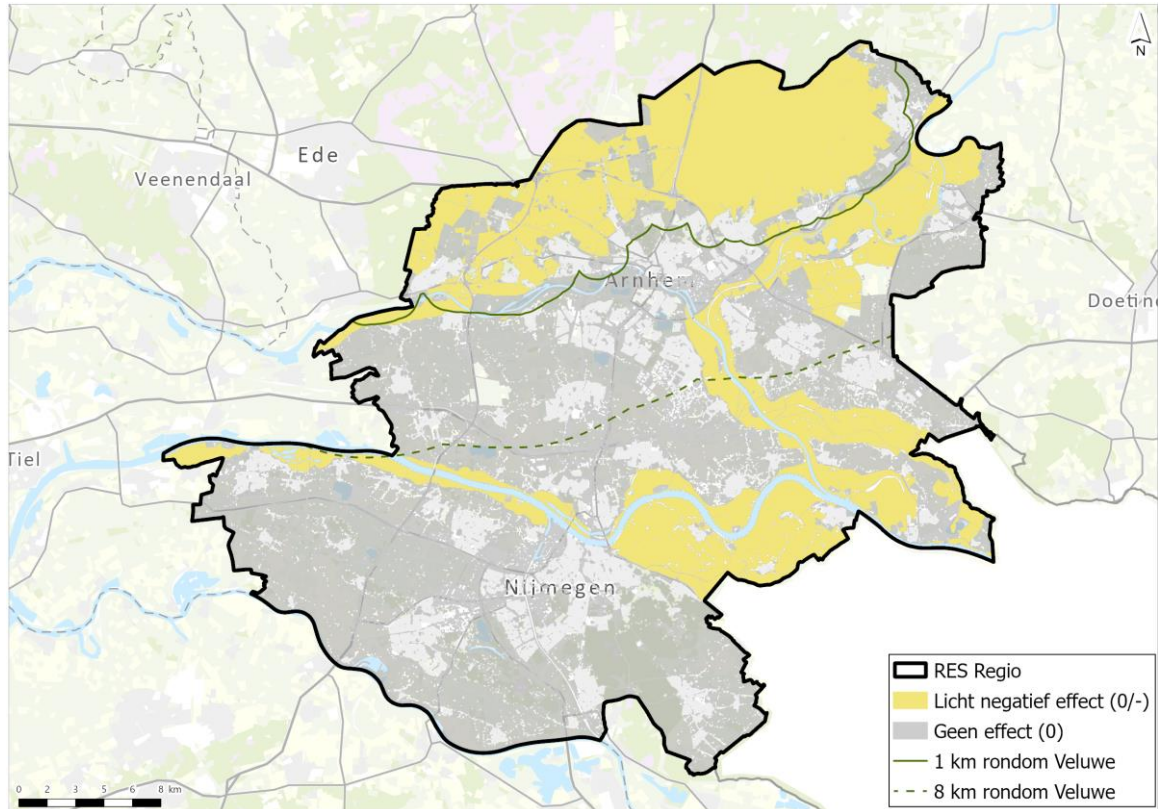 N
Ede
Veenendaal
Arnhem
Doetinc
Tiel
Nijmegen
RES Regio
Licht negatief effect (0/-)
Geen effect (0)
1 km rondom Veluwe
8 km rondom Veluwe
0 2 3 5 6 8 km